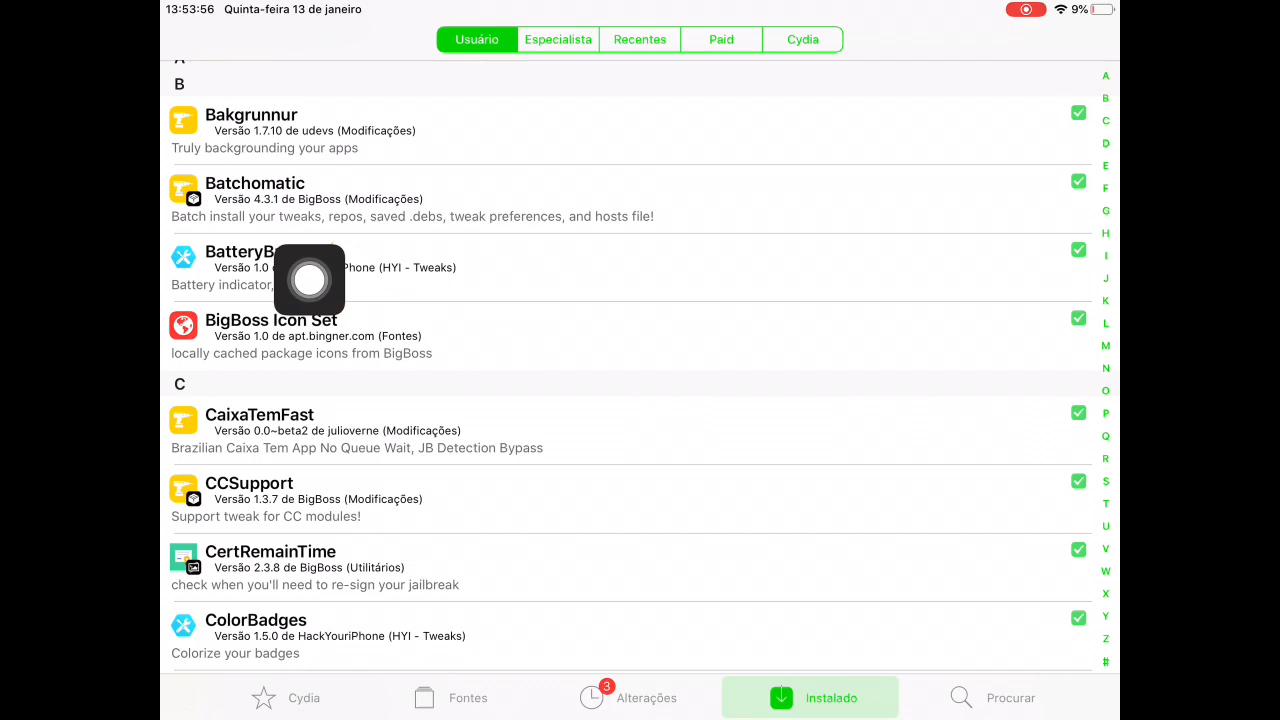 13:53:56 Quinta-feira 13 de janeiro 9%
Usuário Especialista Recentes Paid Cydia
A
B
Bakgrunnur
Versão 1.7.10 de udevs (Modificações)
Truly backgrounding your apps
Batchomatic
Versão 4.3.1 de BigBoss (Modificações)
Batch install your tweaks, repos, saved .debs, tweak preferences, and hosts file!
Versão 1.0 (HYI - Tweaks)
Battery indicator,
BigBoss Icon Set
Versão 1.0 de apt.bingner.com (Fontes)
locally cached package icons from BigBoss
C
CaixaTemFast
Versão 0.0~beta2 de julioverne (Modificações)
Brazilian Caixa Tem App No Queue Wait, JB Detection Bypass
CCSupport
Versão 1.3.7 de BigBoss (Modificações)
Support tweak for CC modules!
CertRemainTime
Versão 2.3.8 de BigBoss (Utilitários)
check when you'll need to re-sign your jailbreak
ColorBadges
Versão 1.5.0 de HackYouriPhone (HYI - Tweaks)
Colorize your badges
A
B
C
D
E
F
G
H
I
J
K
L
M
N
O
P
Q
R
S
T
U
V
W
X
Y
Z
#
Cydia Fontes 3 Alterações Instalado Procurar